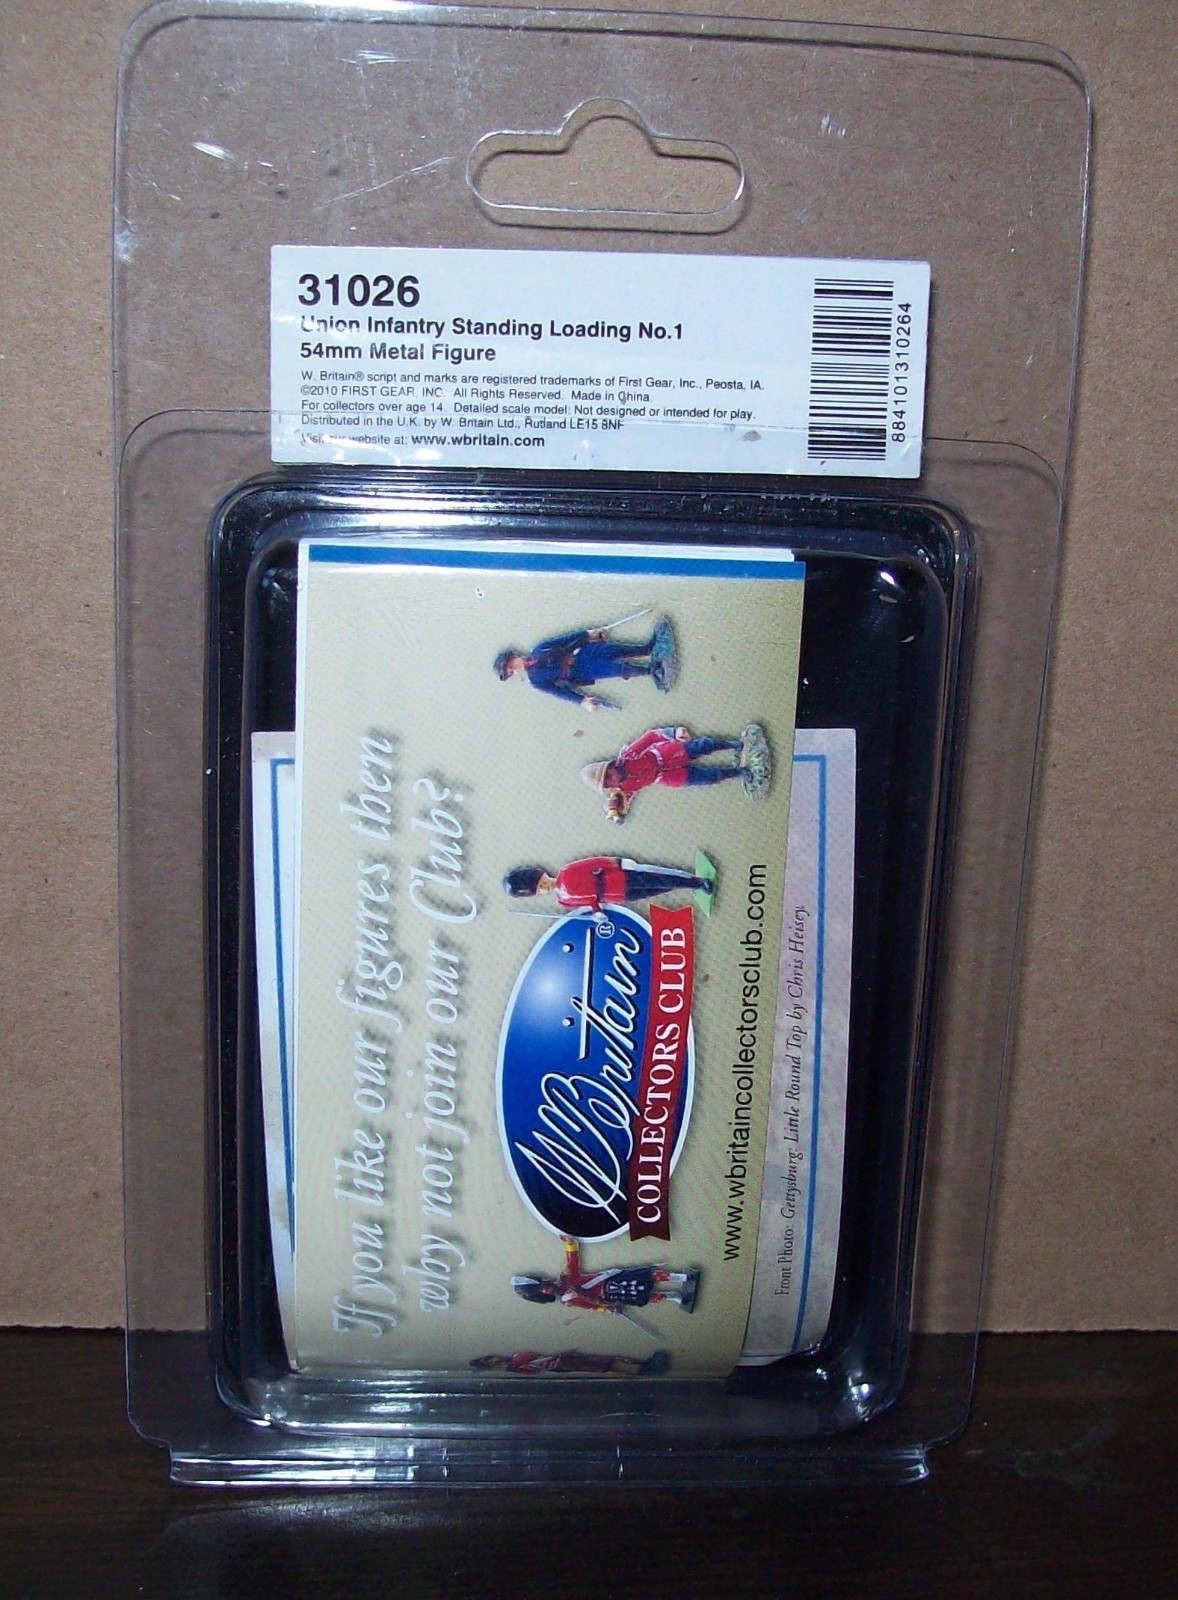 31026
Union Infantry Standing Loading No.1
54mm Metal Figure
W. Britain® script and marks are registered trademarks of First Gear, Inc., Peosta, IA.
©2010 FIRST GEAR, INC. All Rights Reserved. Made in China.
For collectors over age 14. Detailed scale model. Not designed or intended for play.
Distributed in the U.K. by W. Britain Ltd., Rutland LE15 8NF
Visit our website at: www.wbritain.com
884101310264
If you like our figures then
why not join our Club?
W. Britain®
COLLECTORS CLUB
www.wbritaincollectorsclub.com
Front Photo: Gettysburg: Little Round Top by Chris Heisey.